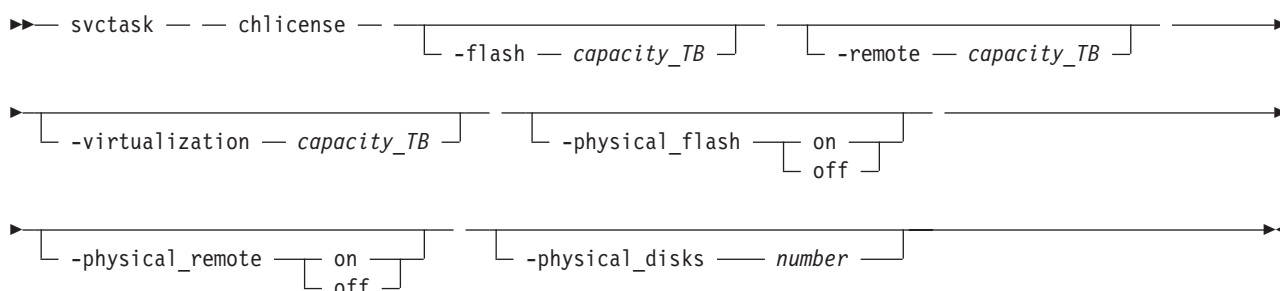 svctask chlicense
-flash capacity_TB -remote capacity_TB
-virtualization capacity_TB -physical_flash on
off
-physical_remote on -physical_disks number
off